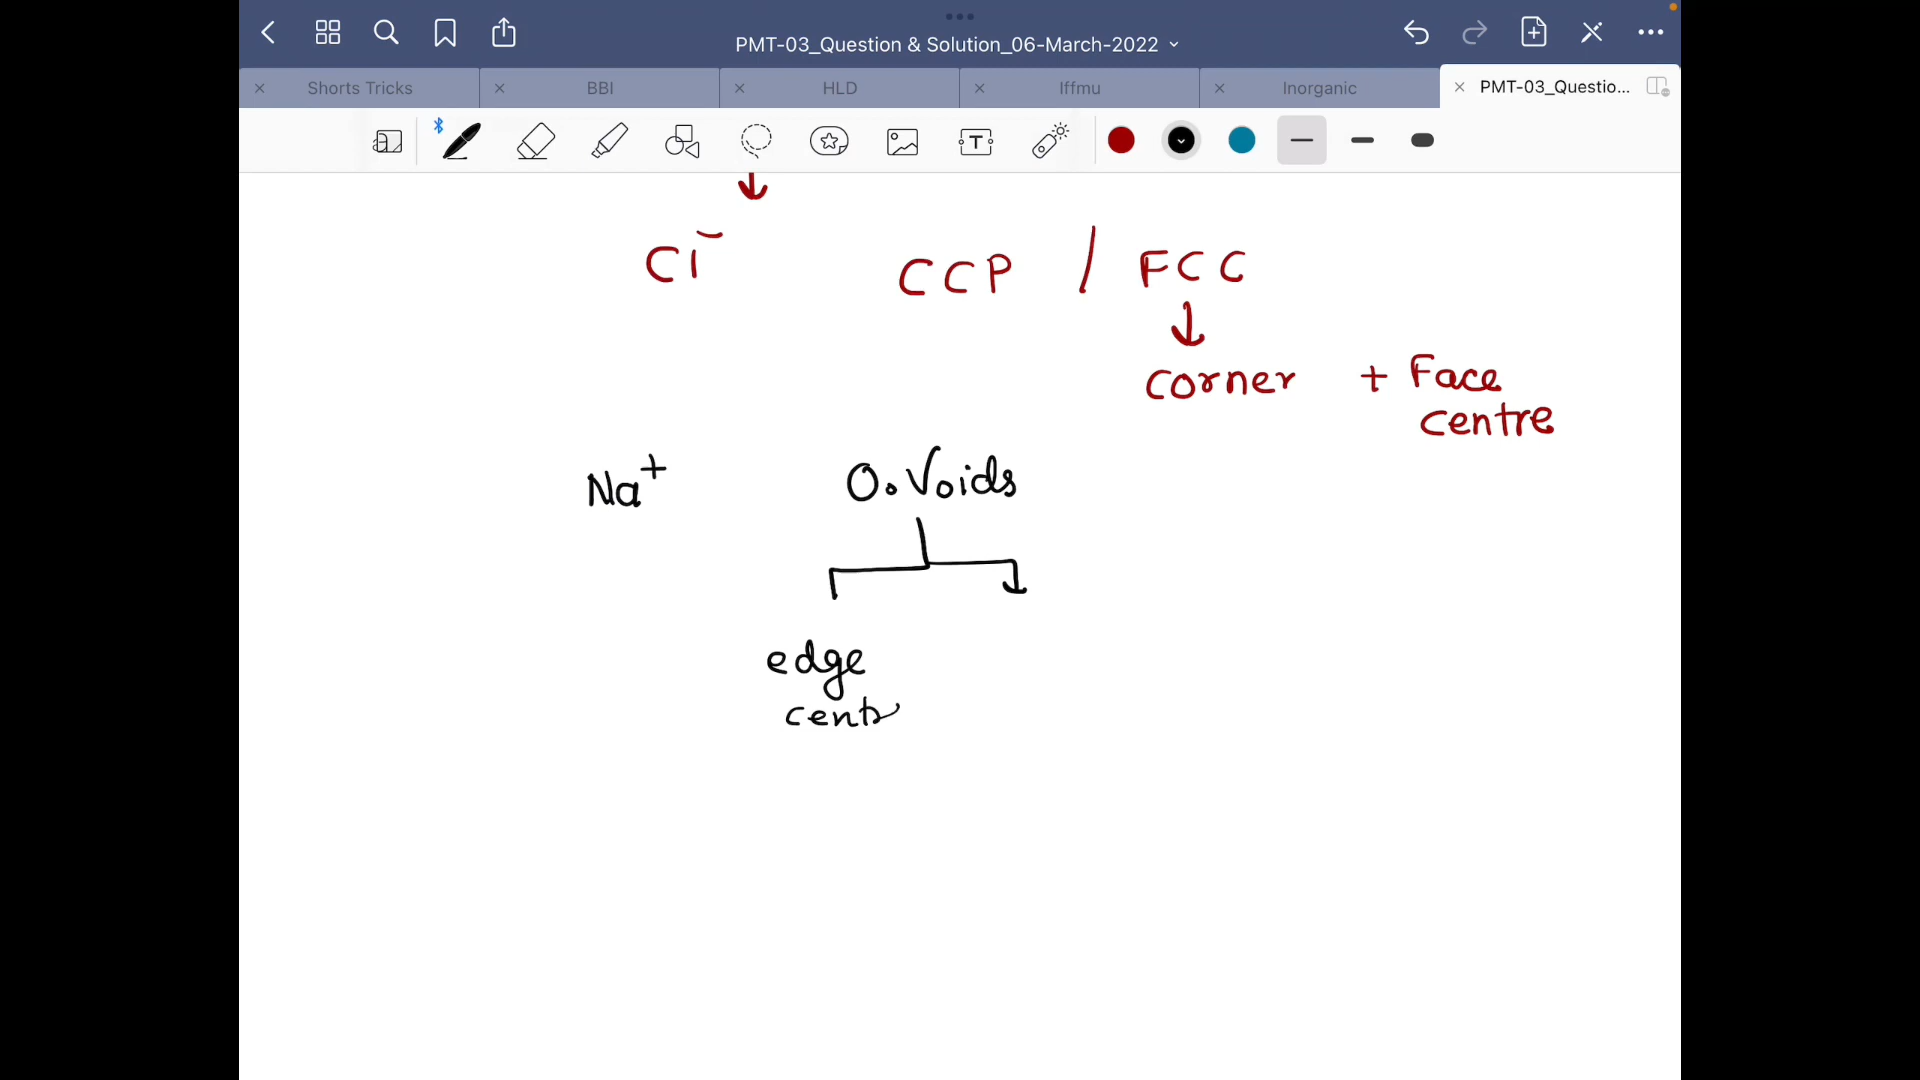 PMT-03_Question & Solution_06-March-2022
Shorts Tricks
BBI
HLD
Iffmu
Inorganic
PMT-03_Questio...
Cl⁻ CCP / FCC
corner + Face
centre
Na⁺ O. Voids
edge
centr